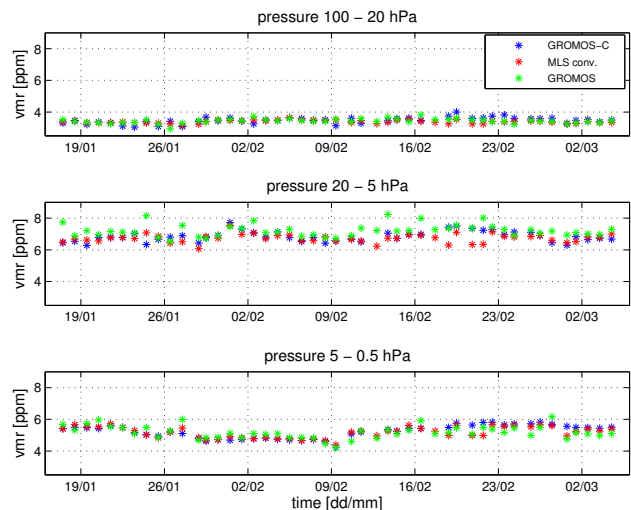 pressure 100 – 20 hPa
GROMOS–C
MLS conv.
GROMOS
vmr [ppm]
8
6
4
19/01 26/01 02/02 09/02 16/02 23/02 02/03
pressure 20 – 5 hPa
vmr [ppm]
8
6
4
19/01 26/01 02/02 09/02 16/02 23/02 02/03
pressure 5 – 0.5 hPa
vmr [ppm]
8
6
4
19/01 26/01 02/02 09/02 16/02 23/02 02/03
time [dd/mm]